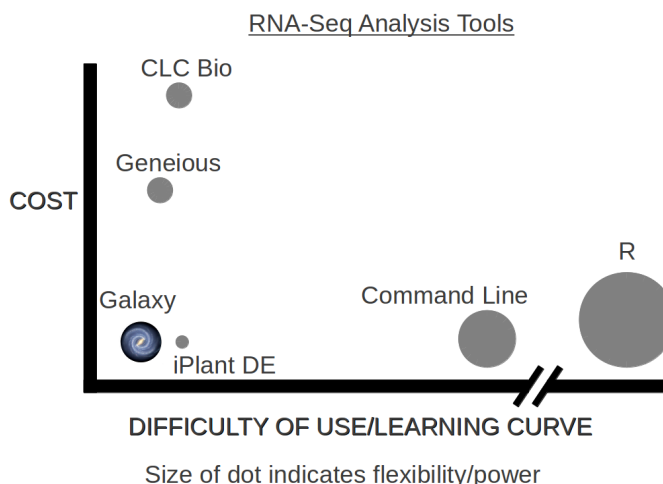 RNA-Seq Analysis Tools
CLC Bio
Geneious
COST
R
Galaxy
Command Line
iPlant DE
DIFFICULTY OF USE/LEARNING CURVE
Size of dot indicates flexibility/power